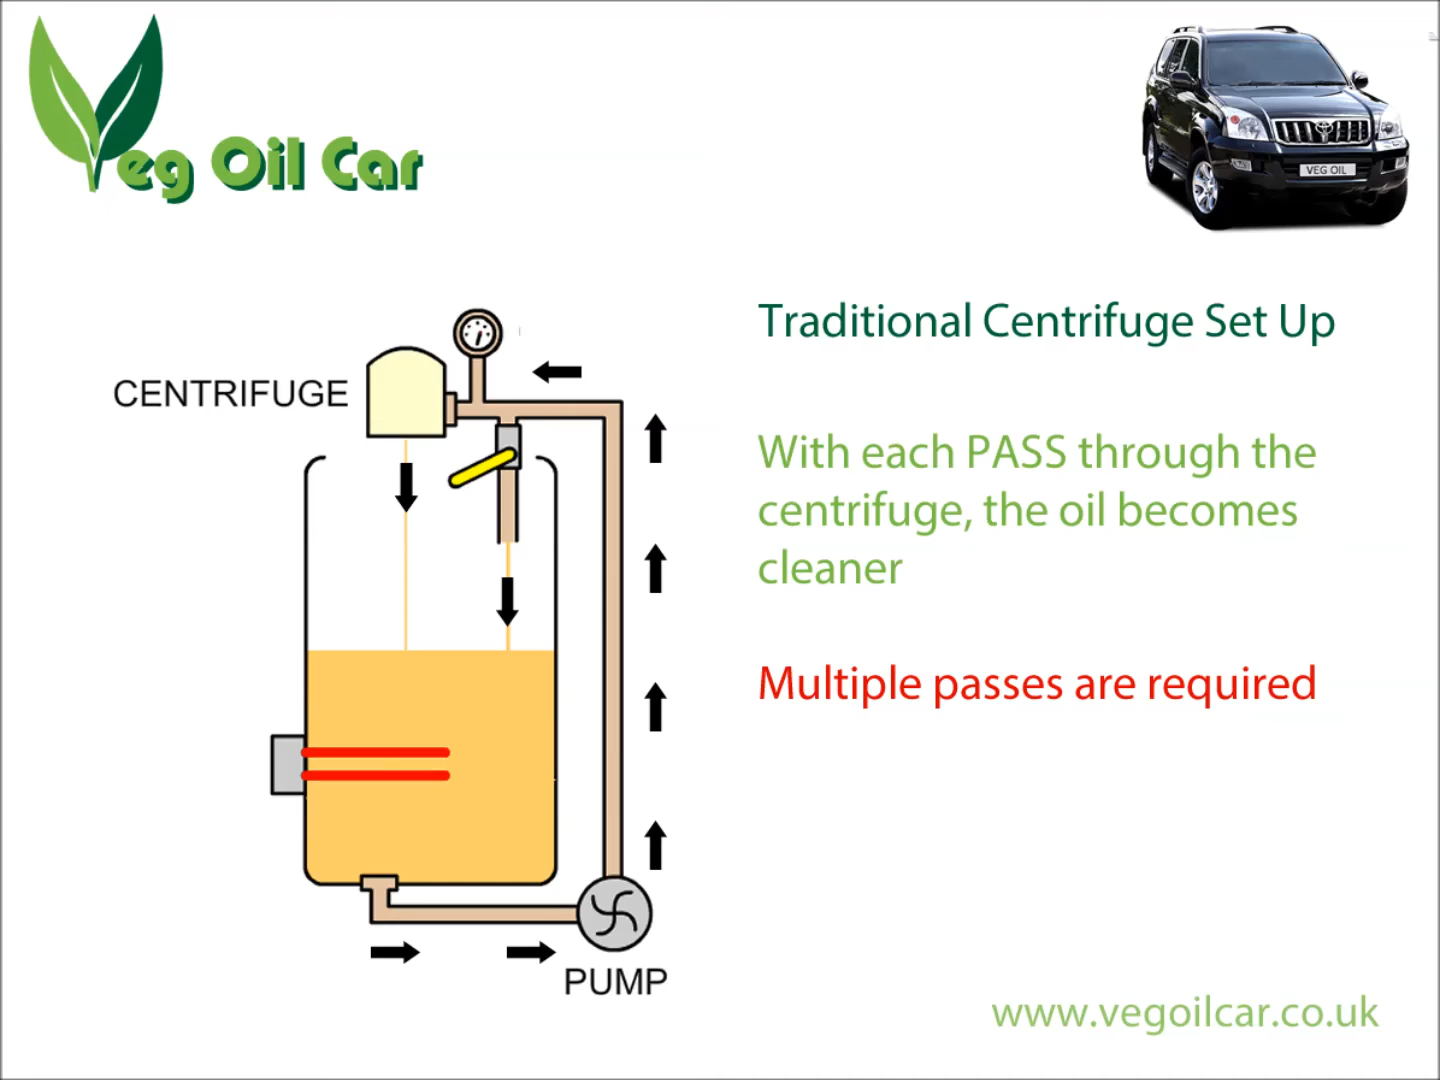 Veg Oil Car
VEG OIL
Traditional Centrifuge Set Up
CENTRIFUGE
With each PASS through the
centrifuge, the oil becomes
cleaner
Multiple passes are required
PUMP
www.vegoilcar.co.uk